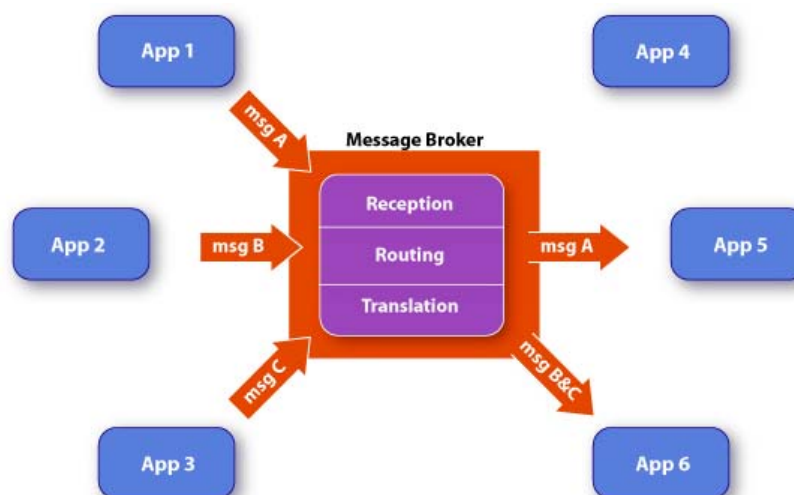 App 1
App 4
msg A
Message Broker
Reception
App 2
msg B
Routing
msg A
App 5
Translation
msg C
msg B&C
App 3
App 6